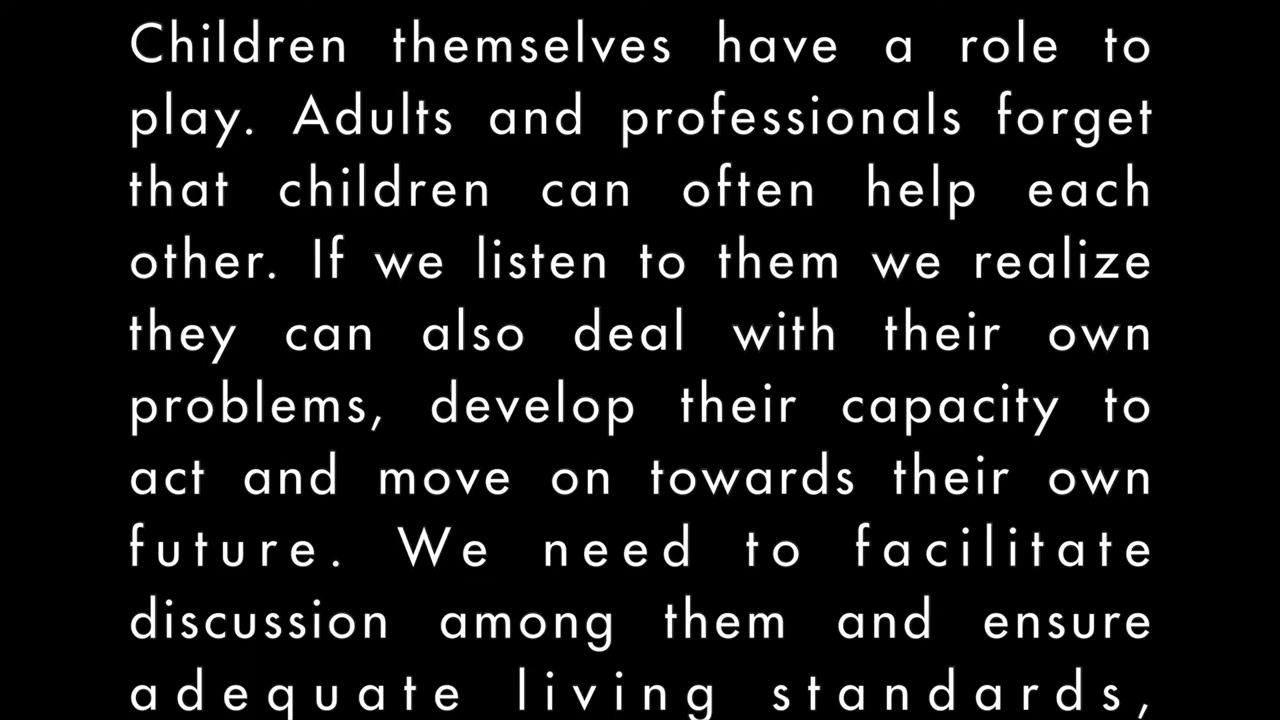 Children themselves have a role to
play. Adults and professionals forget
that children can often help each
other. If we listen to them we realize
they can also deal with their own
problems, develop their capacity to
act and move on towards their own
future. We need to facilitate
discussion among them and ensure
adequate living standards,